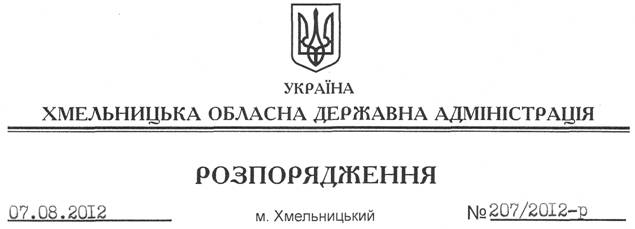 УКРАЇНА
ХМЕЛЬНИЦЬКА ОБЛАСНА ДЕРЖАВНА АДМІНІСТРАЦІЯ
РОЗПОРЯДЖЕННЯ
07.08.2012 м. Хмельницький №207/2012-р